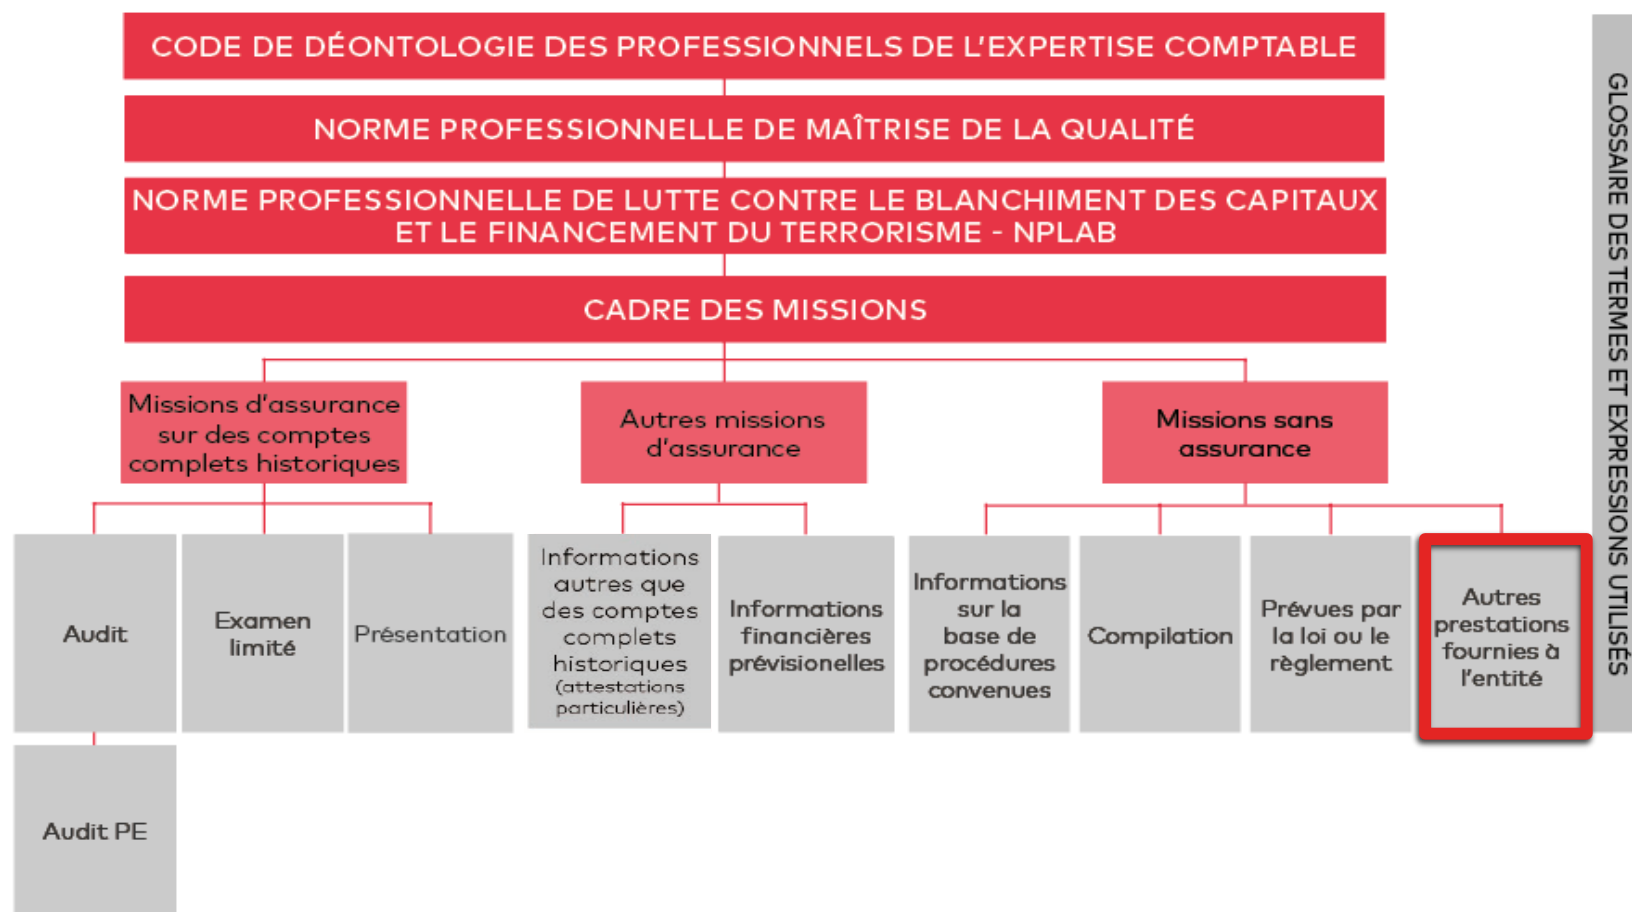 CODE DE DÉONTOLOGIE DES PROFESSIONNELS DE L'EXPERTISE COMPTABLE
NORME PROFESSIONNELLE DE MAÎTRISE DE LA QUALITÉ
NORME PROFESSIONNELLE DE LUTTE CONTRE LE BLANCHIMENT DES CAPITAUX
ET LE FINANCEMENT DU TERRORISME - NPLAB
CADRE DES MISSIONS
Missions d'assurance
sur des comptes
complets historiques
Autres missions
d'assurance
Missions sans
assurance
Audit
Examen
limité
Présentation
Informations
autres que
des comptes
complets
historiques
(attestations
particulières)
Informations
financières
prévisionelles
Informations
sur la
base de
procédures
convenues
Compilation
Prévues par
la loi ou le
règlement
Autres
prestations
fournies à
l'entité
Audit PE
GLOSSAIRE DES TERMES ET EXPRESSIONS UTILISÉS